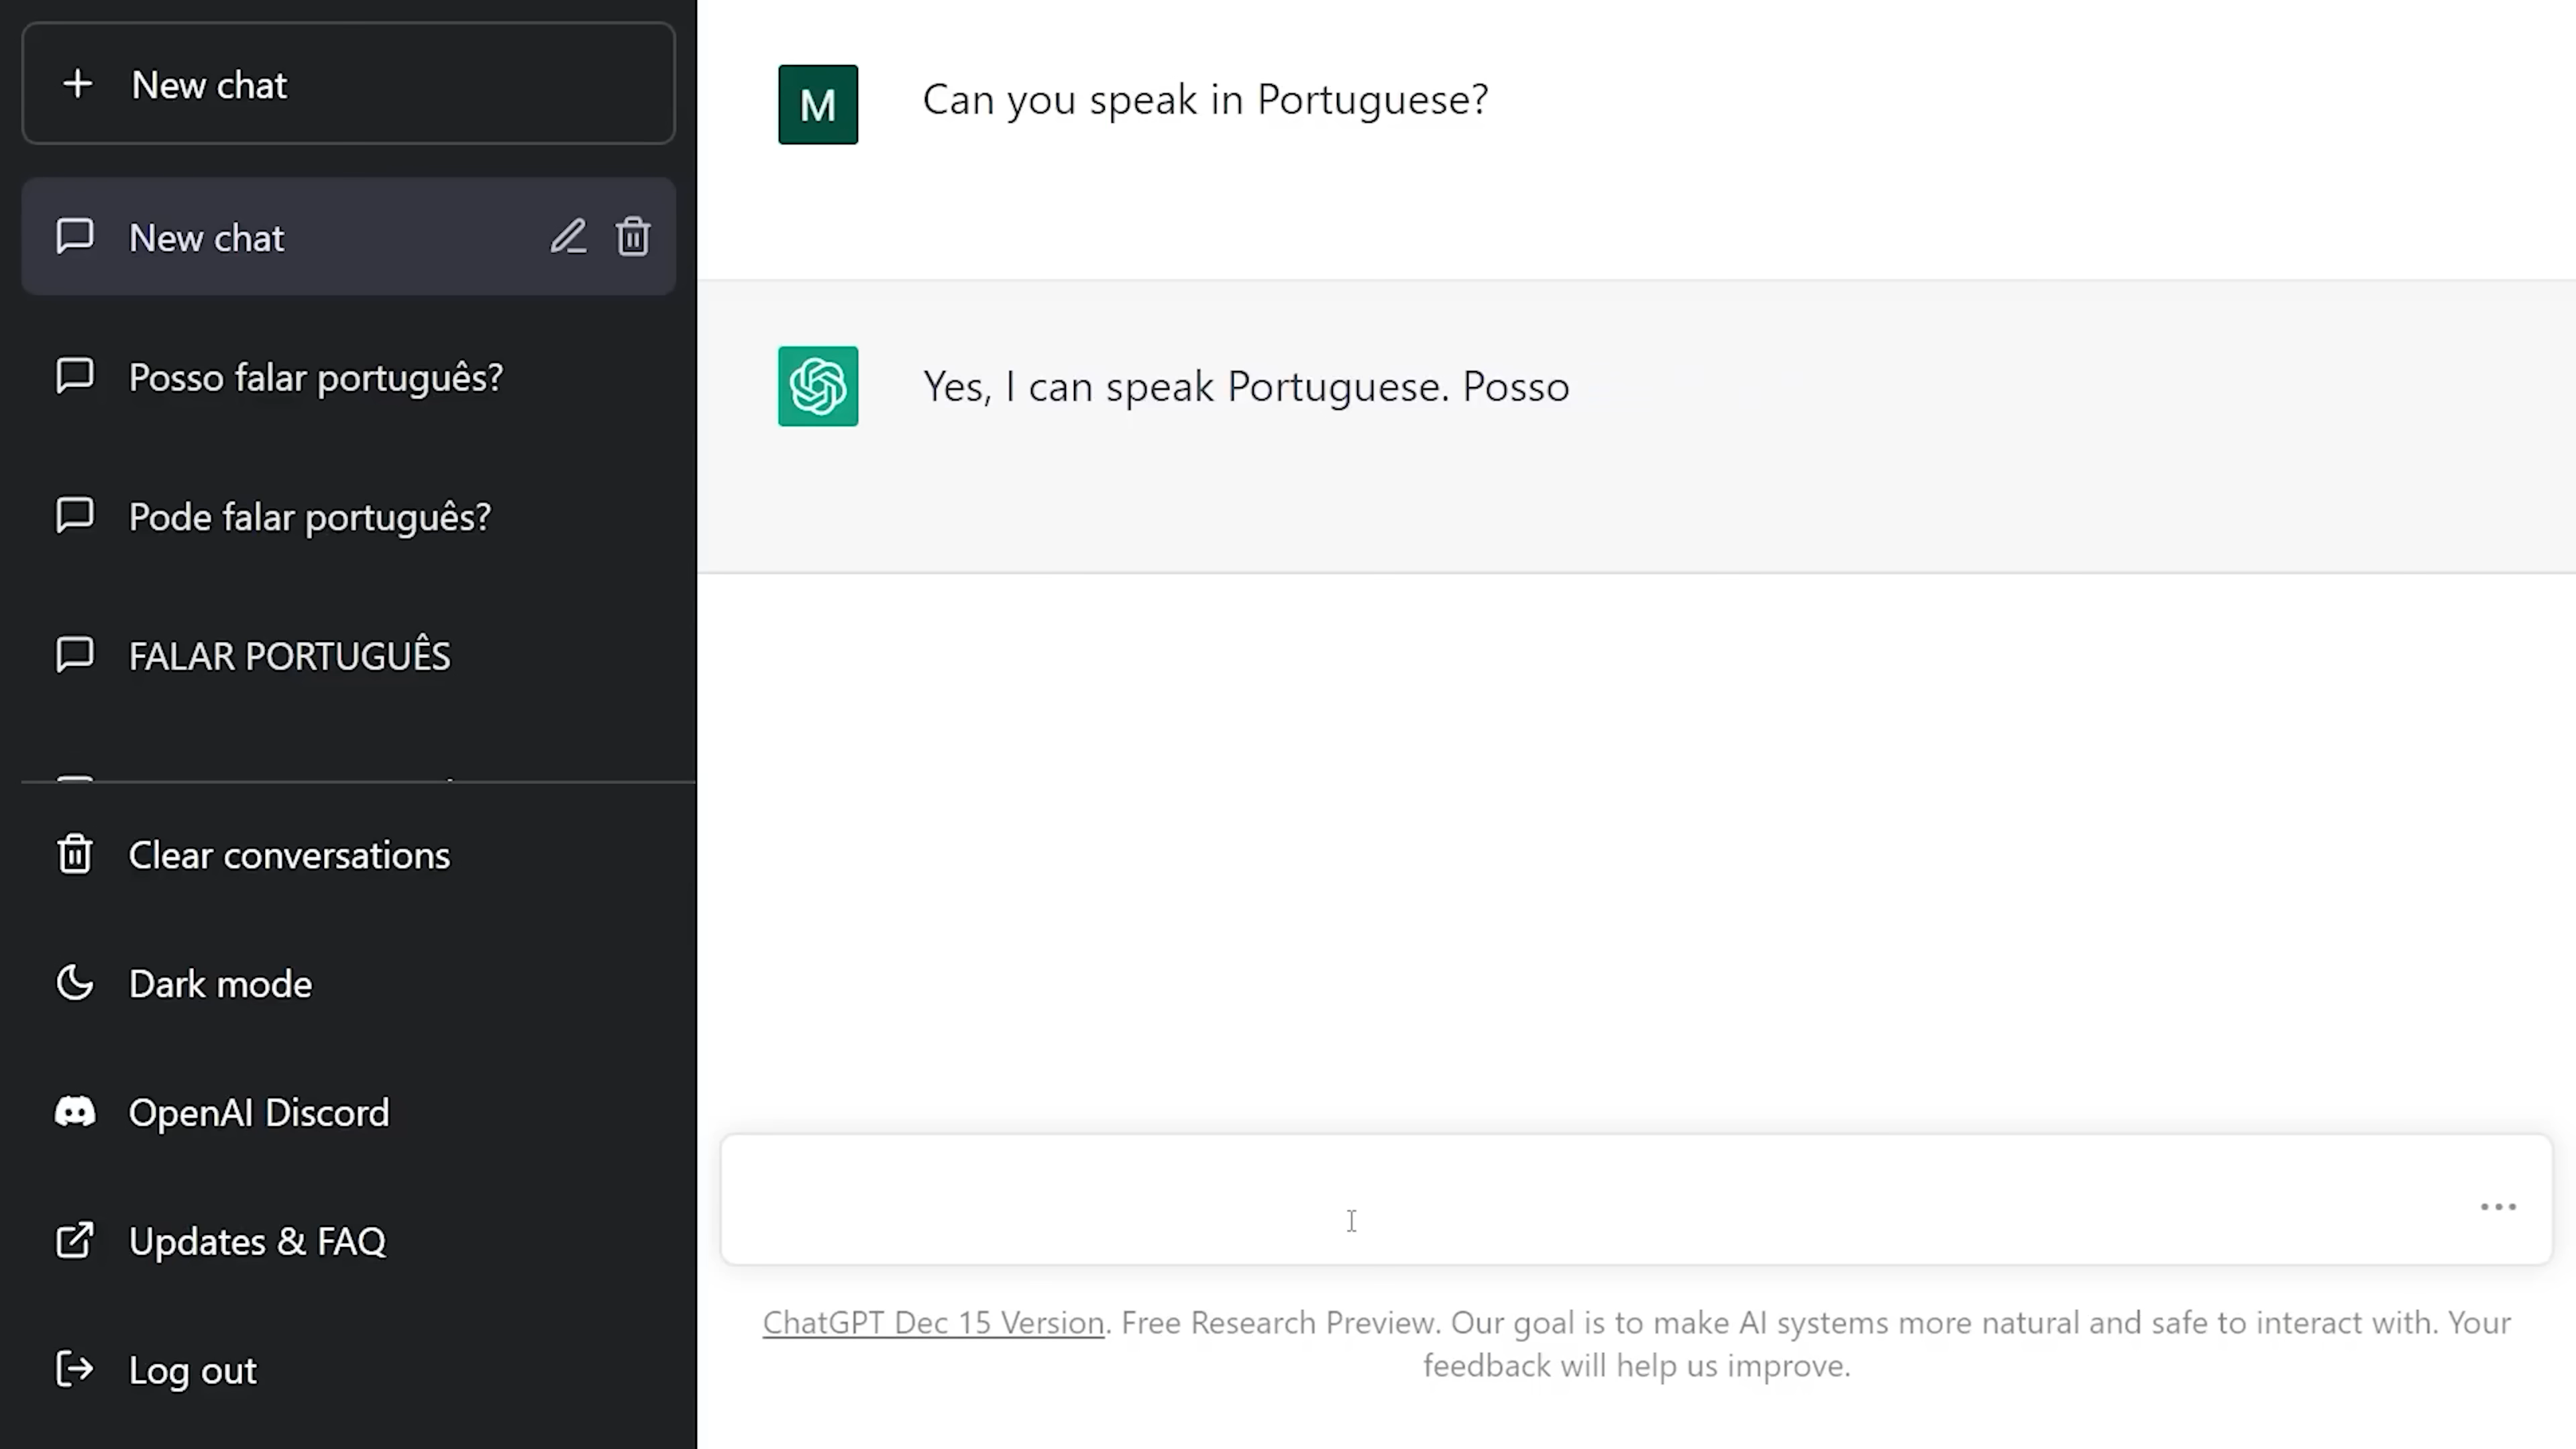 New chat
New chat
Posso falar português?
Pode falar português?
FALAR PORTUGUÊS
Clear conversations
Dark mode
OpenAI Discord
Updates & FAQ
Log out
M
Can you speak in Portuguese?
Yes, I can speak Portuguese. Posso
ChatGPT Dec 15 Version. Free Research Preview. Our goal is to make AI systems more natural and safe to interact with. Your
feedback will help us improve.